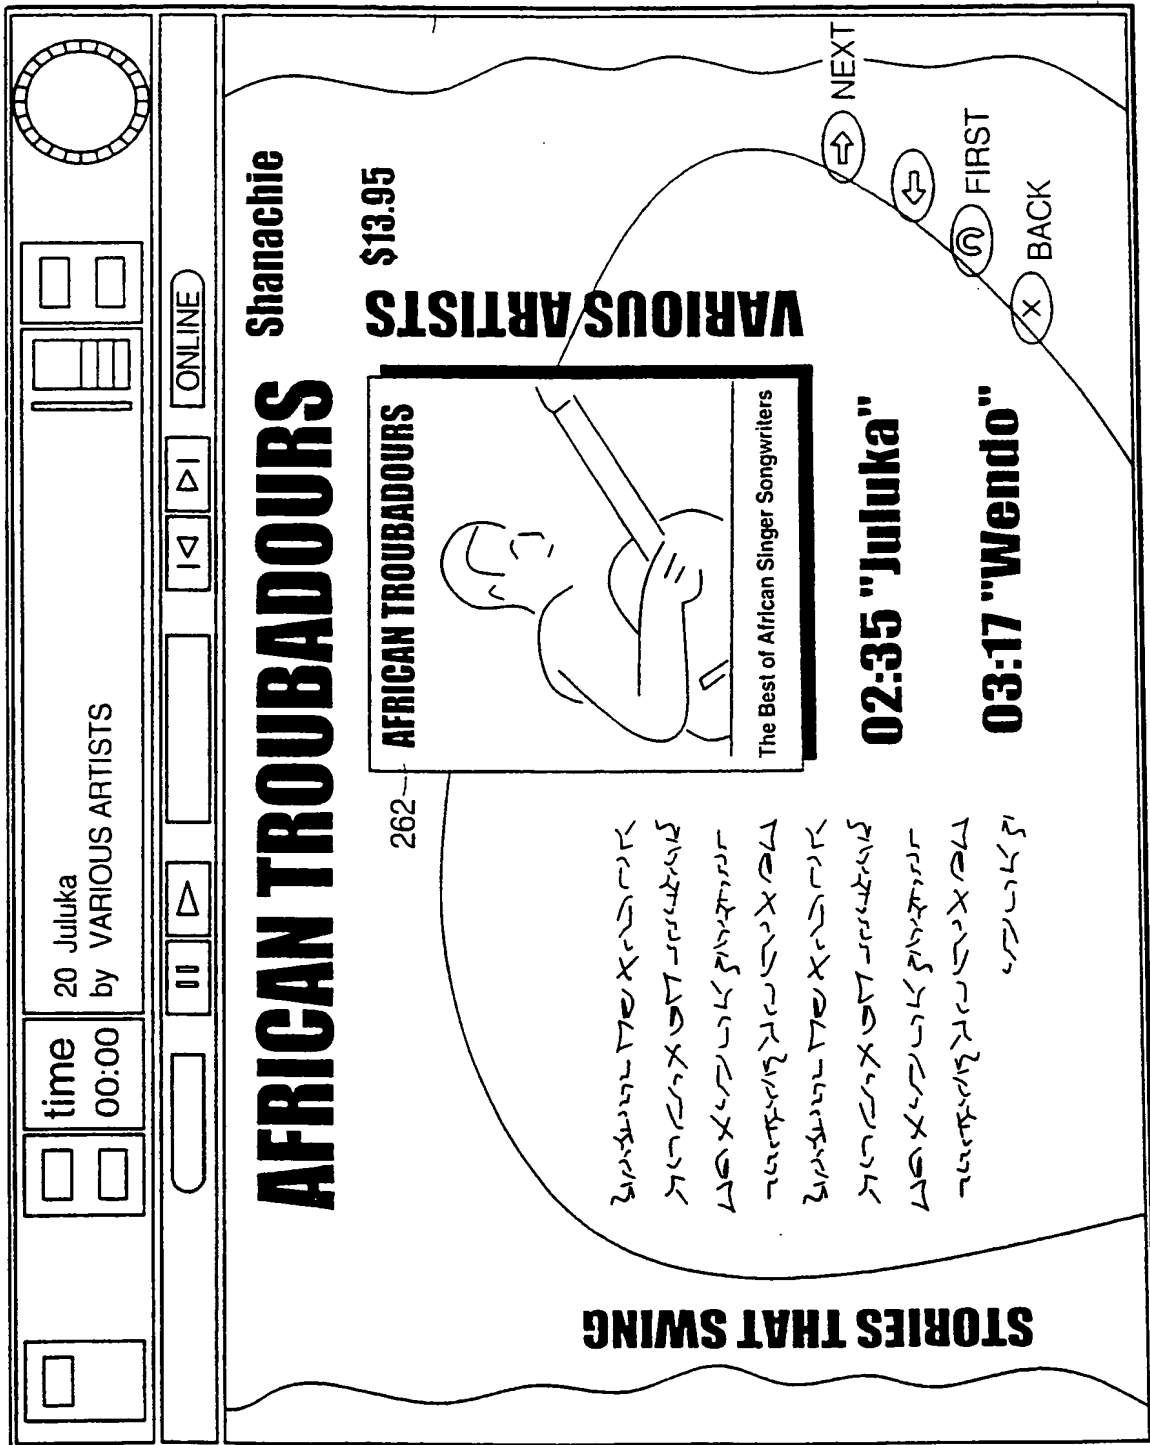 time
00:00
20 Juluka
by VARIOUS ARTISTS
ONLINE
AFRICAN TROUBADOURS
Shanachie
$13.95
VARIOUS ARTISTS
262
AFRICAN TROUBADOURS
The Best of African Singer Songwriters
02:35 "Juluka"
03:17 "Wendo"
STORIES THAT SWING
NEXT
FIRST
BACK